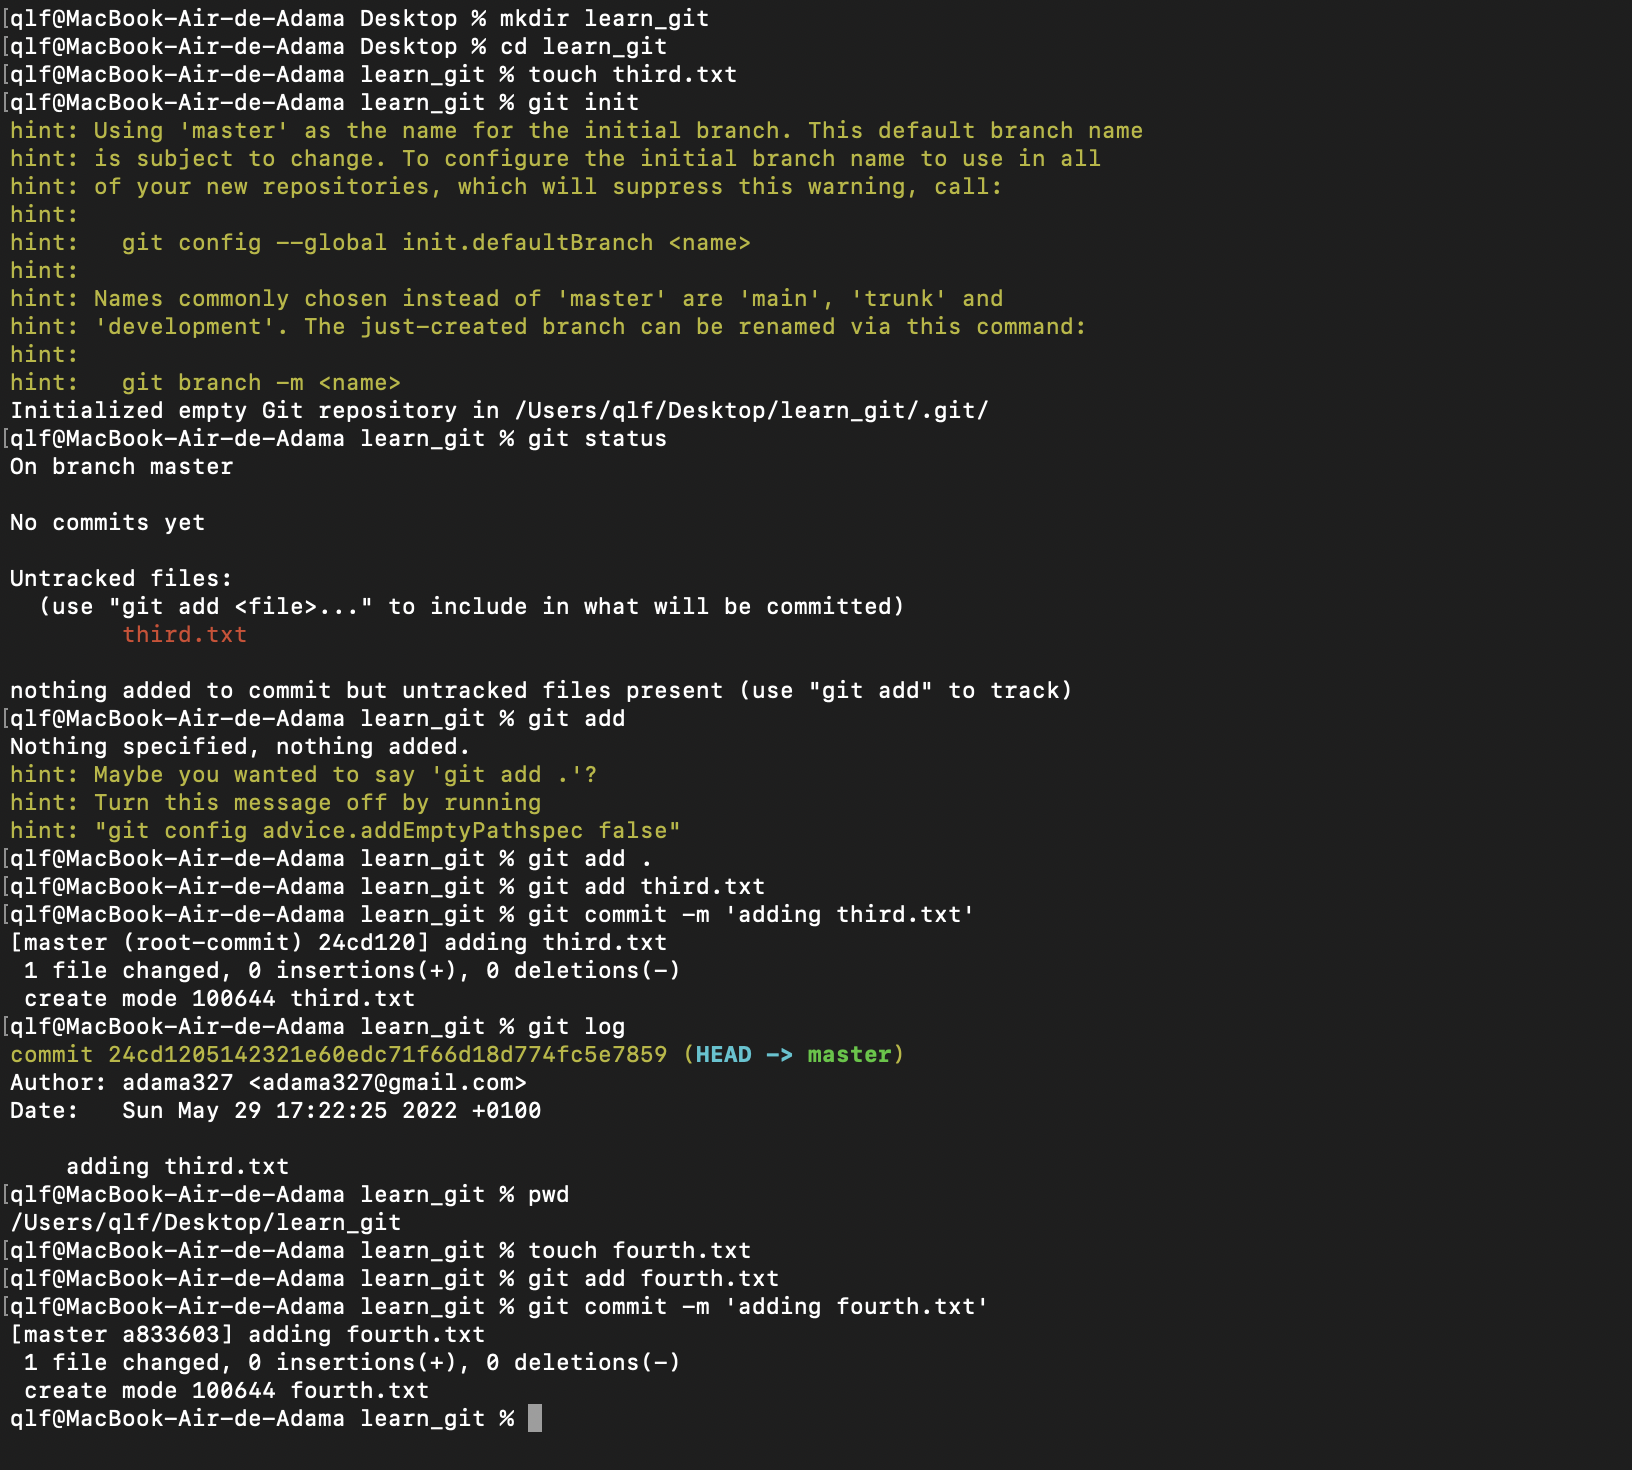 [qlf@MacBook-Air-de-Adama Desktop % mkdir learn_git
[qlf@MacBook-Air-de-Adama Desktop % cd learn_git
[qlf@MacBook-Air-de-Adama learn_git % touch third.txt
[qlf@MacBook-Air-de-Adama learn_git % git init
hint: Using 'master' as the name for the initial branch. This default branch name
hint: is subject to change. To configure the initial branch name to use in all
hint: of your new repositories, which will suppress this warning, call:
hint:
hint:   git config --global init.defaultBranch <name>
hint:
hint: Names commonly chosen instead of 'master' are 'main', 'trunk' and
hint: 'development'. The just-created branch can be renamed via this command:
hint:
hint:   git branch -m <name>
Initialized empty Git repository in /Users/qlf/Desktop/learn_git/.git/
[qlf@MacBook-Air-de-Adama learn_git % git status
On branch master

No commits yet

Untracked files:
  (use "git add <file>..." to include in what will be committed)
        third.txt

nothing added to commit but untracked files present (use "git add" to track)
[qlf@MacBook-Air-de-Adama learn_git % git add
Nothing specified, nothing added.
hint: Maybe you wanted to say 'git add .'?
hint: Turn this message off by running
hint: "git config advice.addEmptyPathspec false"
[qlf@MacBook-Air-de-Adama learn_git % git add .
[qlf@MacBook-Air-de-Adama learn_git % git add third.txt
[qlf@MacBook-Air-de-Adama learn_git % git commit -m 'adding third.txt'
[master (root-commit) 24cd120] adding third.txt
 1 file changed, 0 insertions(+), 0 deletions(-)
 create mode 100644 third.txt
[qlf@MacBook-Air-de-Adama learn_git % git log
commit 24cd1205142321e60edc71f66d18d774fc5e7859 (HEAD -> master)
Author: adama327 <adama327@gmail.com>
Date:   Sun May 29 17:22:25 2022 +0100

    adding third.txt
[qlf@MacBook-Air-de-Adama learn_git % pwd
/Users/qlf/Desktop/learn_git
[qlf@MacBook-Air-de-Adama learn_git % touch fourth.txt
[qlf@MacBook-Air-de-Adama learn_git % git add fourth.txt
[qlf@MacBook-Air-de-Adama learn_git % git commit -m 'adding fourth.txt'
[master a833603] adding fourth.txt
 1 file changed, 0 insertions(+), 0 deletions(-)
 create mode 100644 fourth.txt
qlf@MacBook-Air-de-Adama learn_git %